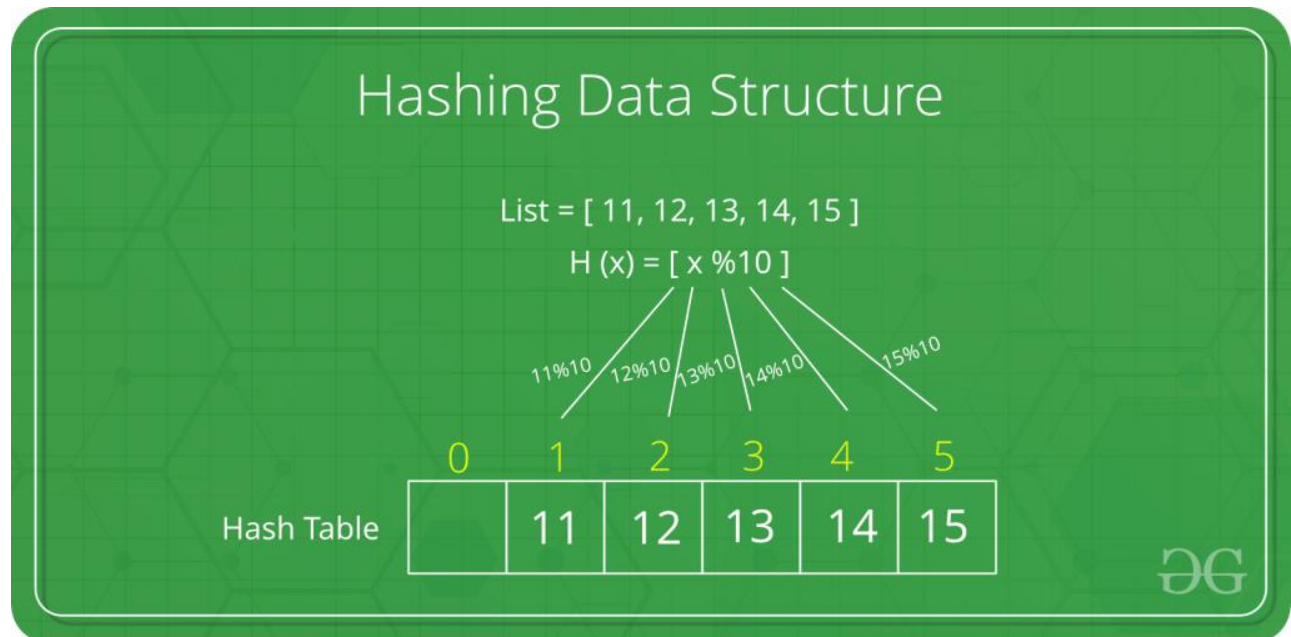 Hashing Data Structure
List = [ 11, 12, 13, 14, 15 ]
H (x) = [ x %10 ]
11%10 12%10 13%10 14%10 15%10
0 1 2 3 4 5
Hash Table 11 12 13 14 15